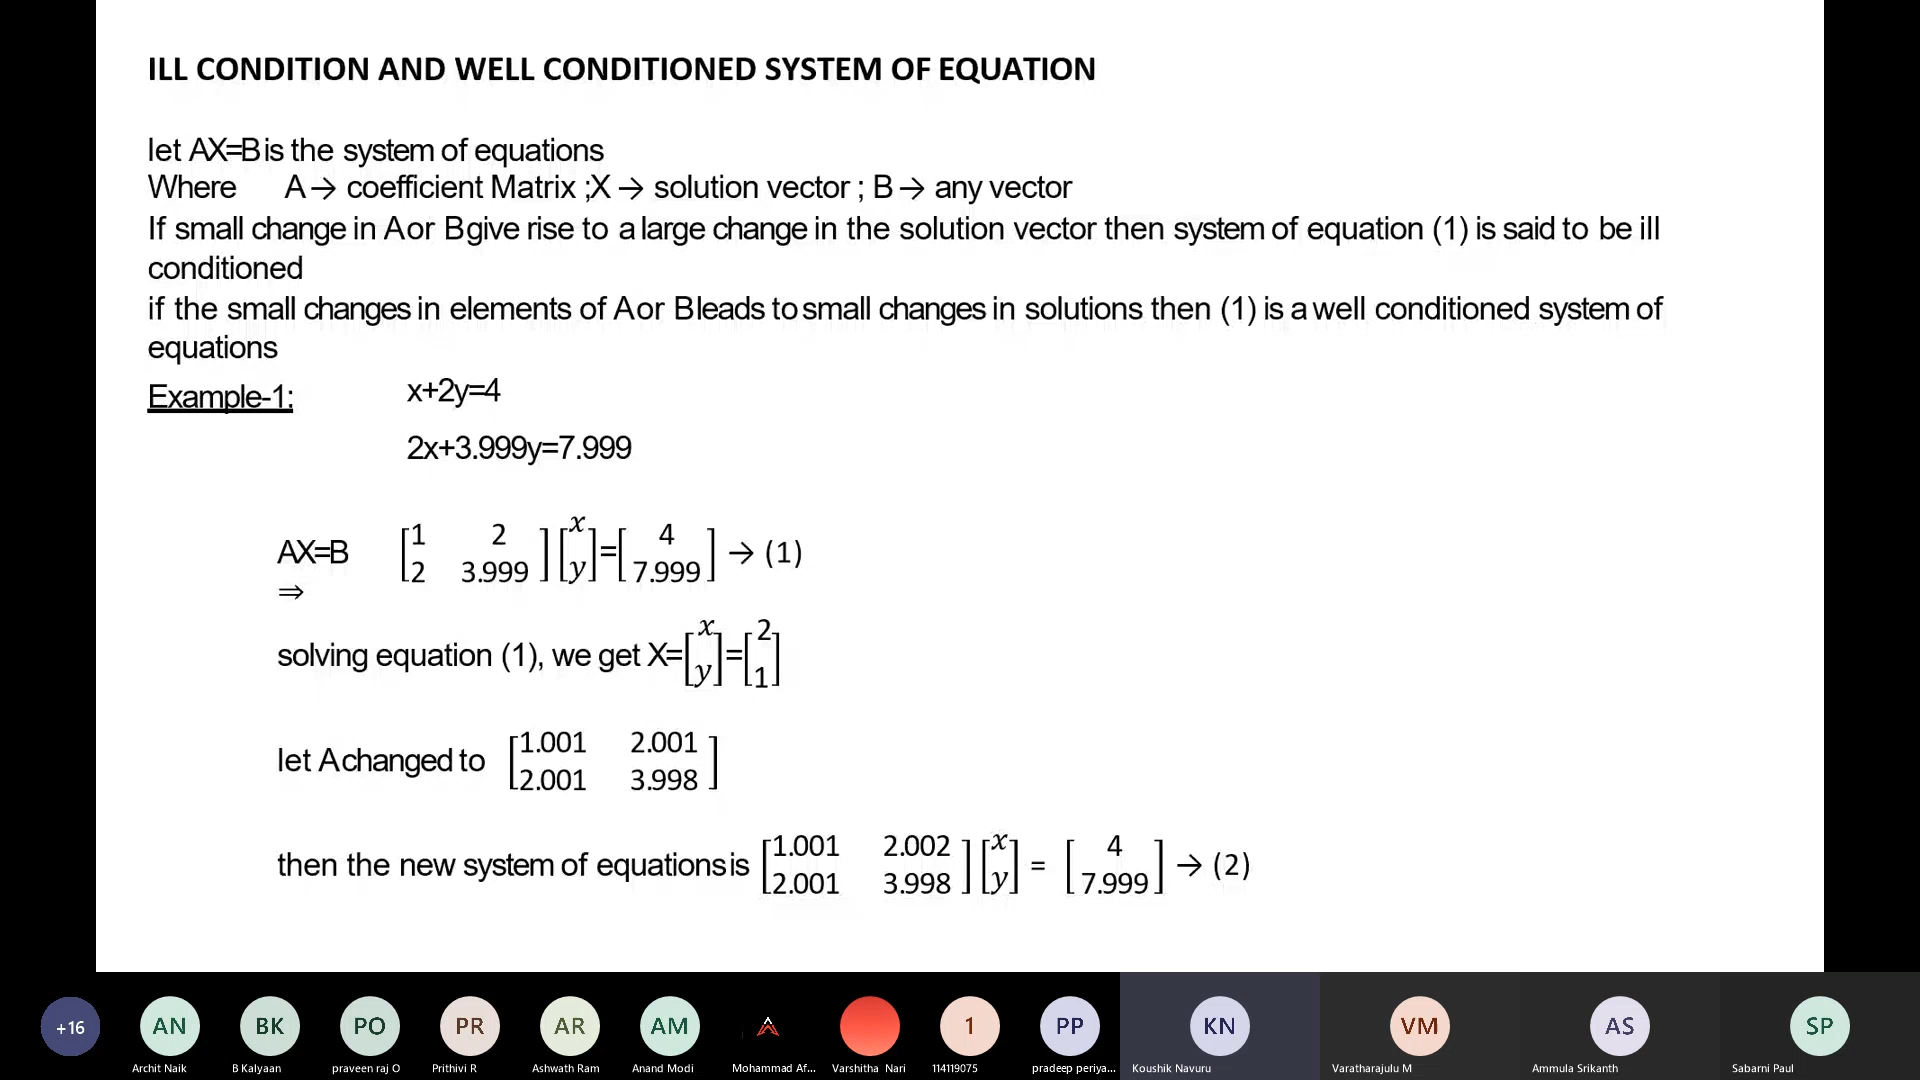 ILL CONDITION AND WELL CONDITIONED SYSTEM OF EQUATION
let AX=B is the system of equations
Where A → coefficient Matrix ;X → solution vector ; B → any vector
If small change in A or B give rise to a large change in the solution vector then system of equation (1) is said to be ill
conditioned
if the small changes in elements of A or B leads to small changes in solutions then (1) is a well conditioned system of
equations
Example-1: x+2y=4
2x+3.999y=7.999
AX=B ⇒ [1 2; 2 3.999] [x; y]=[4; 7.999] → (1)
solving equation (1), we get X=[x; y]=[2; 1]
let A changed to [1.001 2.001; 2.001 3.998]
then the new system of equations is [1.001 2.002; 2.001 3.998] [x; y] = [4; 7.999] → (2)
+16 AN BK PO PR AR AM 1 PP KN VM AS SP
Archit Naik B Kalyaan praveen raj O Prithivi R Ashwath Ram Anand Modi Mohammad Af... Varshitha Nari 114119075 pradeep periya... Koushik Navuru Varatharajulu M Ammula Srikanth Sabarni Paul